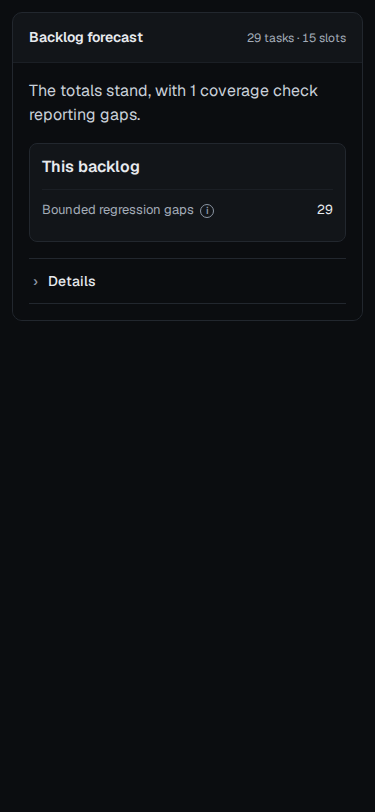 Backlog forecast
29 tasks · 15 slots
The totals stand, with 1 coverage check
reporting gaps.
This backlog
Bounded regression gaps
29
Details